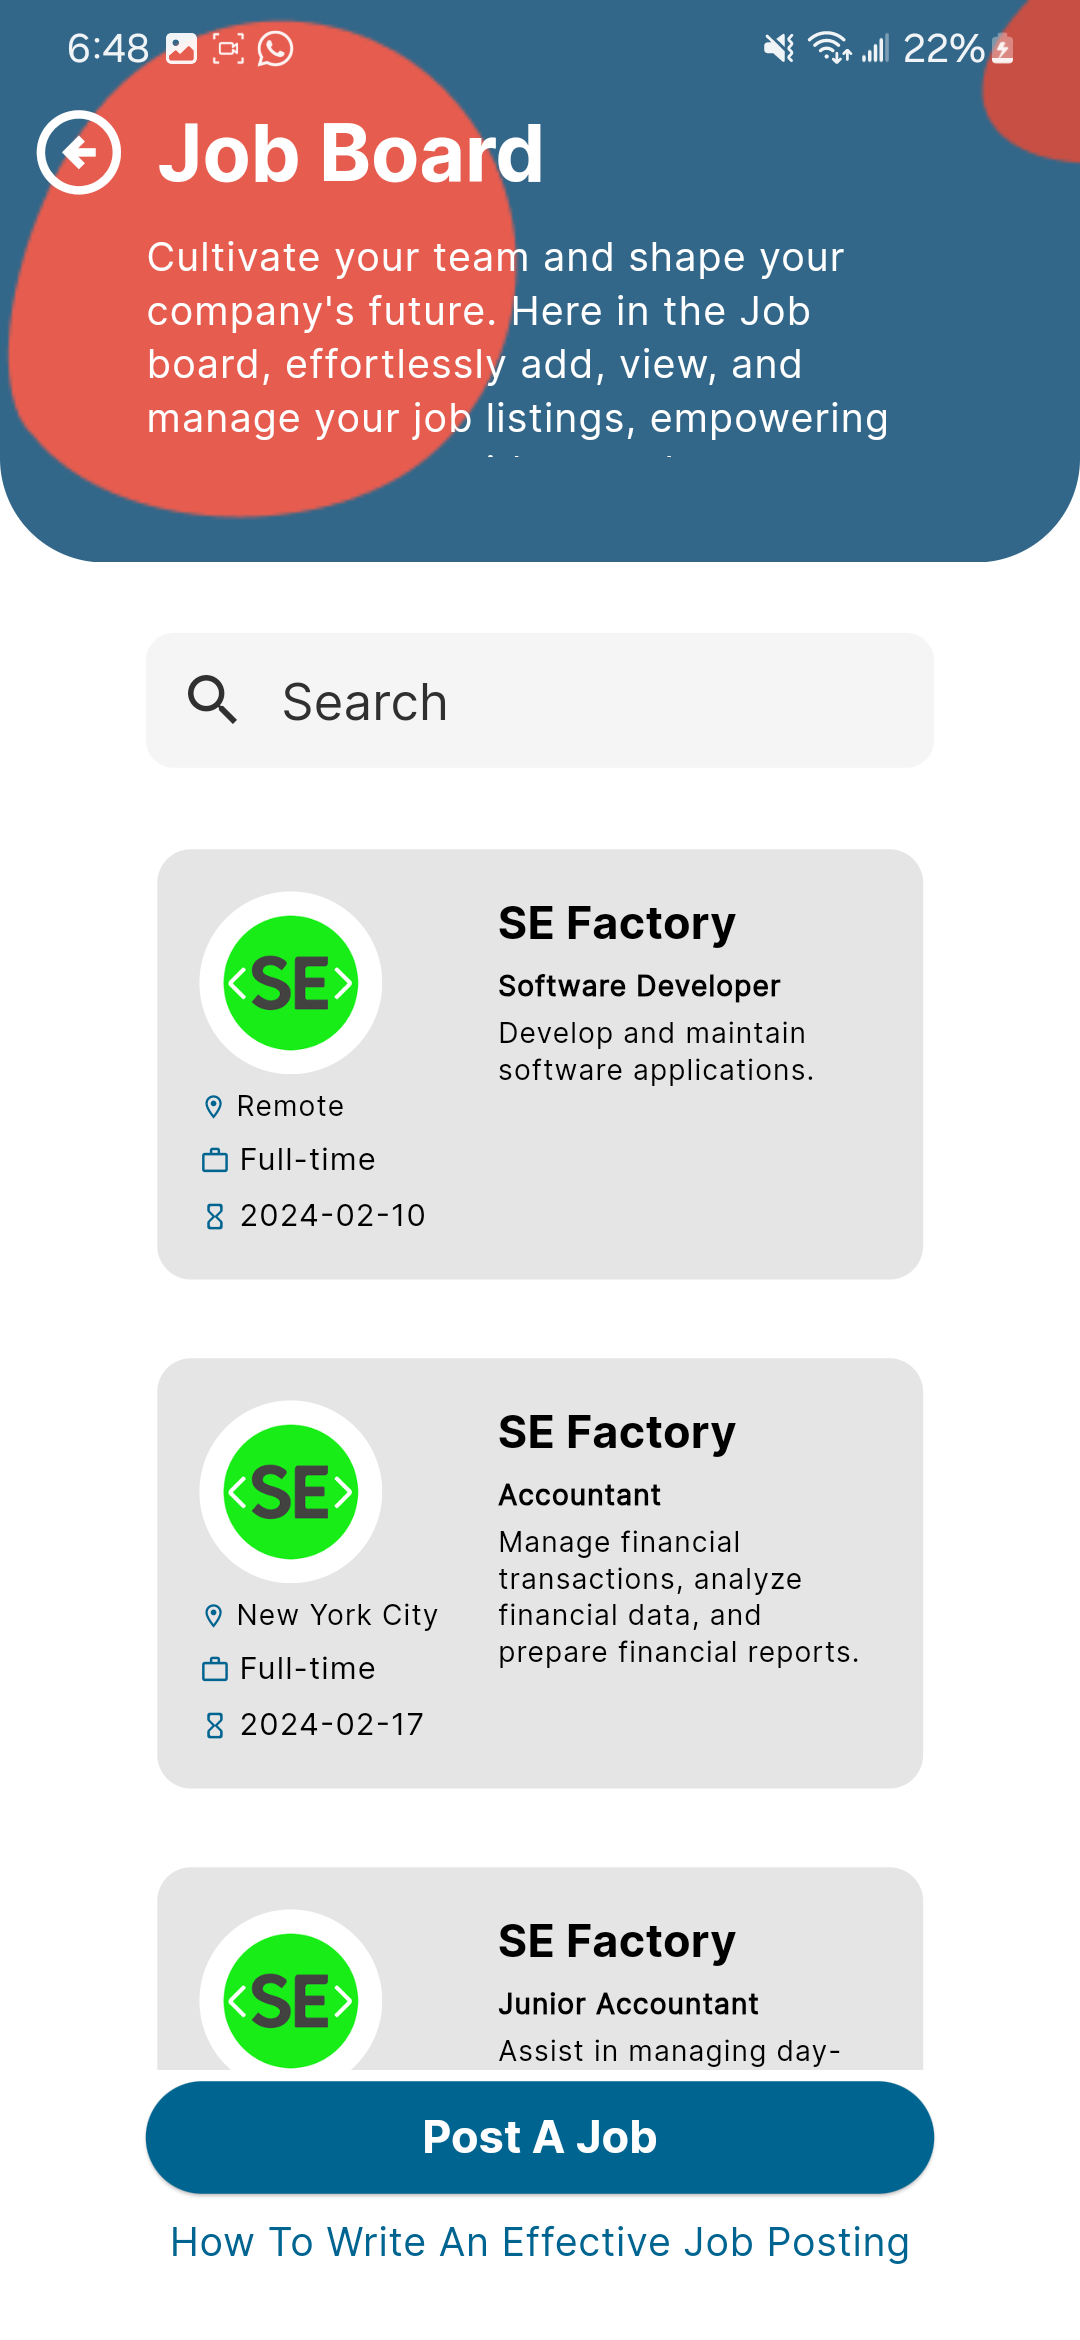 6:48 22%
Job Board
Cultivate your team and shape your
company's future. Here in the Job
board, effortlessly add, view, and
manage your job listings, empowering
Search
<SE>
SE Factory
Software Developer
Develop and maintain
software applications.
Remote
Full-time
2024-02-10
<SE>
SE Factory
Accountant
Manage financial
transactions, analyze
financial data, and
prepare financial reports.
New York City
Full-time
2024-02-17
<SE>
SE Factory
Junior Accountant
Assist in managing day-
Post A Job
How To Write An Effective Job Posting